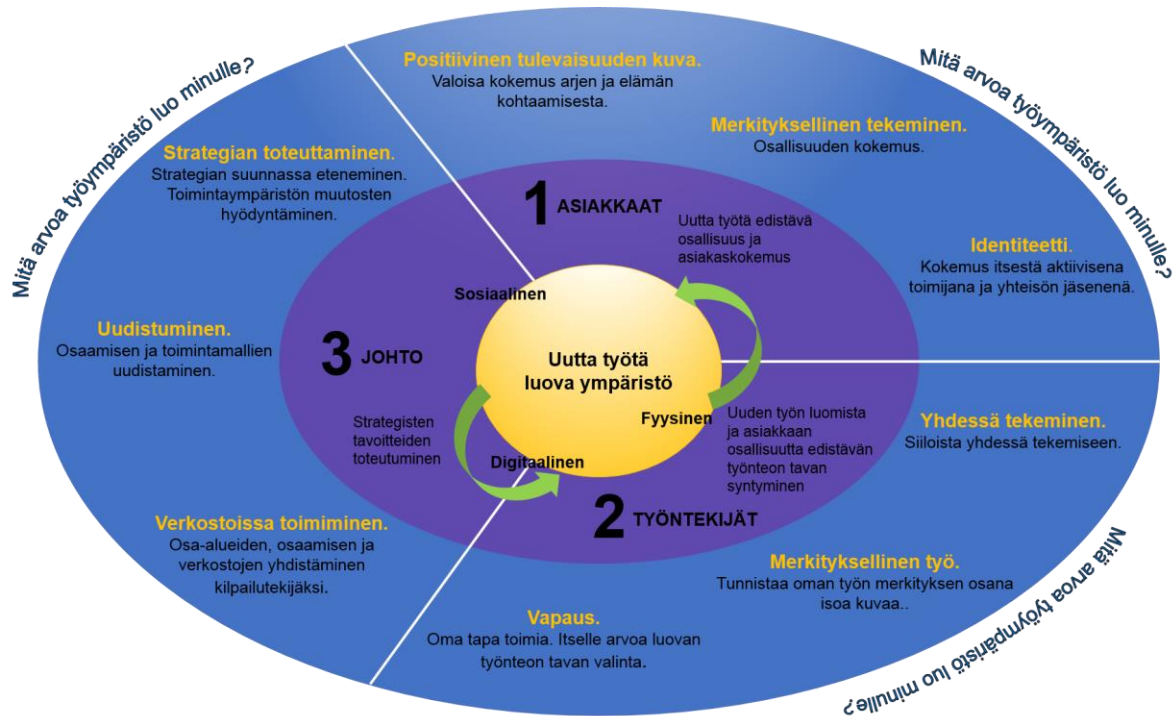 Mitä arvoa työympäristö luo minulle?
Positiivinen tulevaisuuden kuva.
Valoisa kokemus arjen ja elämän
kohtaamisesta.
Mitä arvoa työympäristö luo minulle?
Merkityksellinen tekeminen.
Osallisuuden kokemus.
Strategian toteuttaminen.
Strategian suunnassa eteneminen.
Toimintaympäristön muutosten
hyödyntäminen.
1 ASIAKKAAT
Uutta työtä edistävä
osallisuus ja
asiakaskokemus
Identiteetti.
Kokemus itsestä aktiivisena
toimijana ja yhteisön jäsenenä.
Sosiaalinen
Uudistuminen.
Osaamisen ja toimintamallien
uudistaminen.
3 JOHTO
Uutta työtä
luova ympäristö
Strategisten
tavoitteiden
toteutuminen
Fyysinen
Digitaalinen
Uuden työn luomista
ja asiakkaan
osallisuutta edistävän
työnteon tavan
syntyminen
Yhdessä tekeminen.
Siiloista yhdessä tekemiseen.
2 TYÖNTEKIJÄT
Verkostoissa toimiminen.
Osa-alueiden, osaamisen ja
verkostojen yhdistäminen
kilpailutekijäksi.
Merkityksellinen työ.
Tunnistaa oman työn merkityksen osana
isoa kuvaa..
Vapaus.
Oma tapa toimia. Itselle arvoa luovan
työnteon tavan valinta.
Mitä arvoa työympäristö luo minulle?